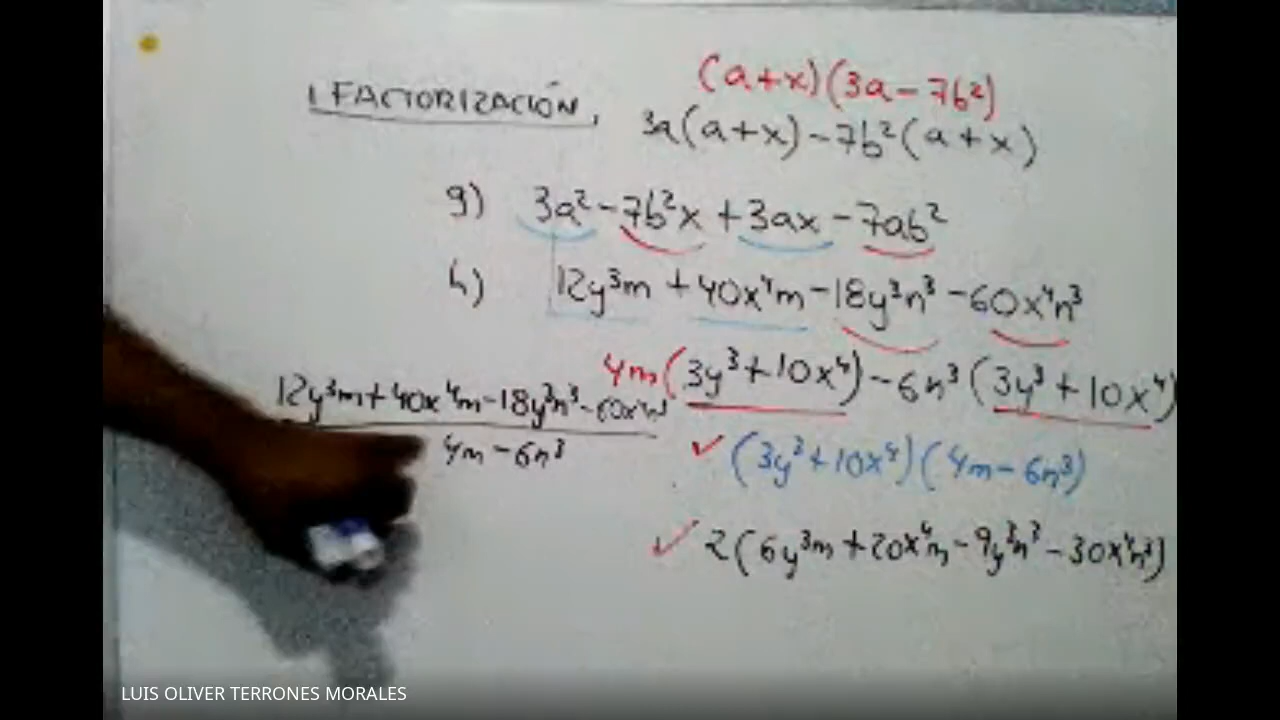 (a+x)(3a-7b²)
1 FACTORIZACIÓN,
3a(a+x)-7b²(a+x)
g) 3a²-7b²x+3ax-7ab²
h) 12y³m+40x⁴m-18y³n³-60x⁴n³
4m(3y³+10x⁴)-6n³(3y³+10x⁴)
12y³m+40x⁴m-18y³n³-60x⁴n³
4m-6n³
✓(3y³+10x⁴)(4m-6n³)
✓2(6y³m+20x⁴m-9y³n³-30x⁴n³)
LUIS OLIVER TERRONES MORALES